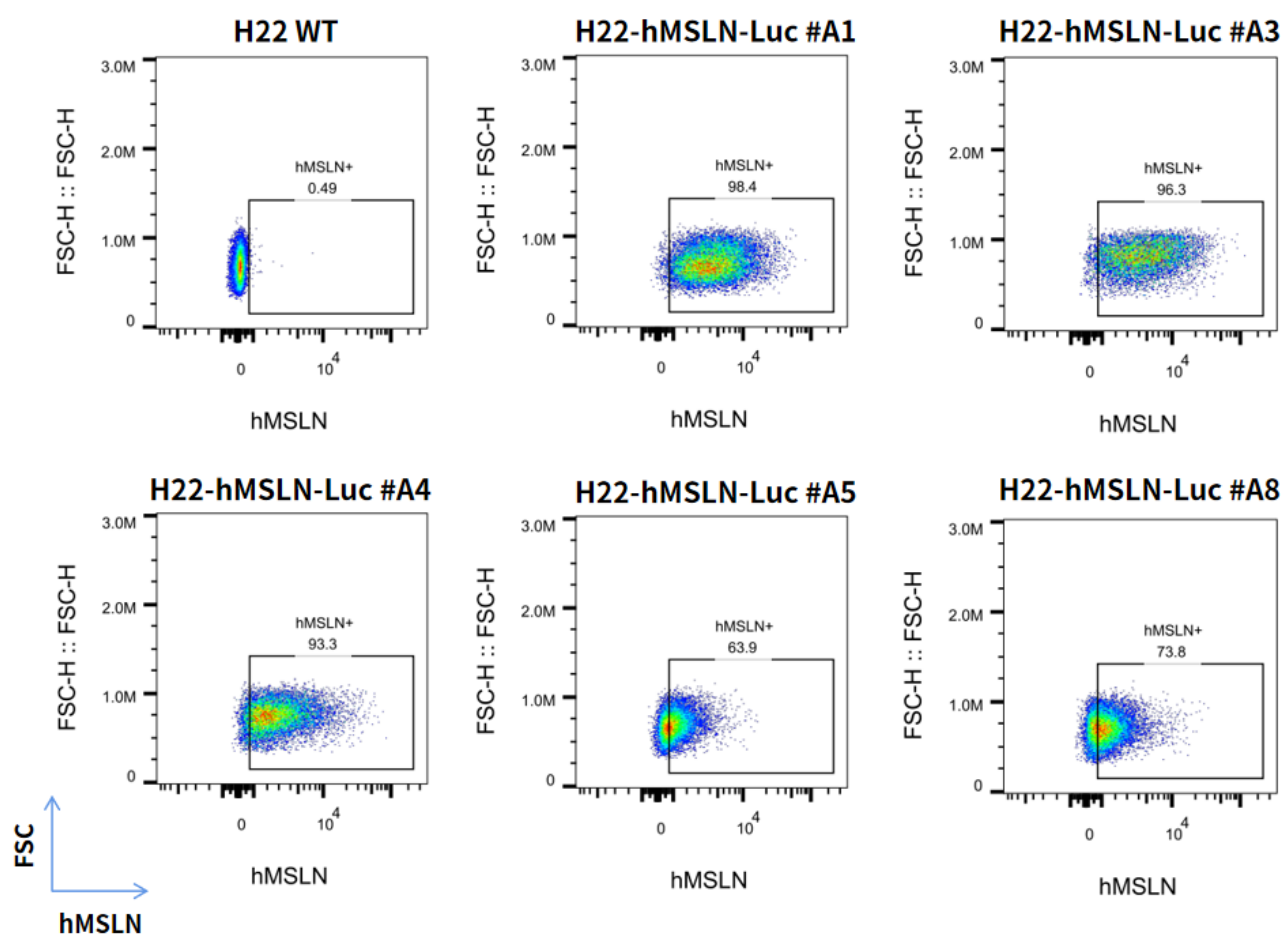 H22 WT
3.0M
2.0M
1.0M
0
FSC-H :: FSC-H
hMSLN+
0.49
0
10^4
hMSLN
H22-hMSLN-Luc #A1
3.0M
2.0M
1.0M
0
FSC-H :: FSC-H
hMSLN+
98.4
0
10^4
hMSLN
H22-hMSLN-Luc #A3
3.0M
2.0M
1.0M
0
FSC-H :: FSC-H
hMSLN+
96.3
0
10^4
hMSLN
H22-hMSLN-Luc #A4
3.0M
2.0M
1.0M
0
FSC-H :: FSC-H
hMSLN+
93.3
0
10^4
hMSLN
H22-hMSLN-Luc #A5
3.0M
2.0M
1.0M
0
FSC-H :: FSC-H
hMSLN+
63.9
0
10^4
hMSLN
H22-hMSLN-Luc #A8
3.0M
2.0M
1.0M
0
FSC-H :: FSC-H
hMSLN+
73.8
0
10^4
hMSLN
FSC
hMSLN